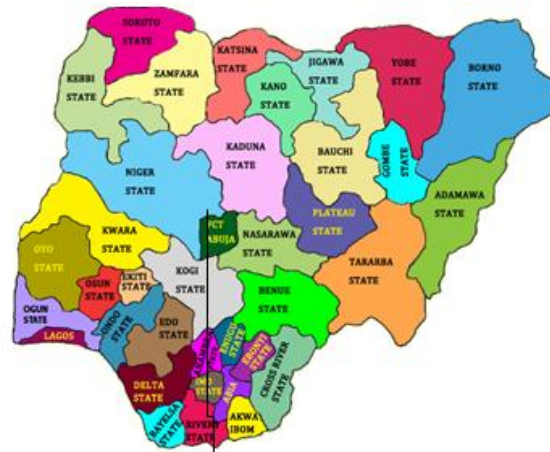 SOKOTO
STATE
KEBBI
STATE
ZAMFARA
STATE
KATSINA
STATE
KANO
STATE
JIGAWA
STATE
YOBE
STATE
BORNO
STATE
NIGER
STATE
KADUNA
STATE
BAUCHI
STATE
GOMBE
STATE
ADAMAWA
STATE
KWARA
STATE
FCT
ABUJA
NASARAWA
STATE
PLATEAU
STATE
TARARBA
STATE
OYO
STATE
OSUN
STATE
EKITI
STATE
KOGI
STATE
BENUE
STATE
OGUN
STATE
LAGOS
ONDO
STATE
EDO
STATE
ENUGU
STATE
EBONYI
STATE
CROSS RIVER
STATE
DELTA
STATE
IMO
STATE
ABIA
BAYELSA
STATE
RIVERS
STATE
AKWA
IBOM